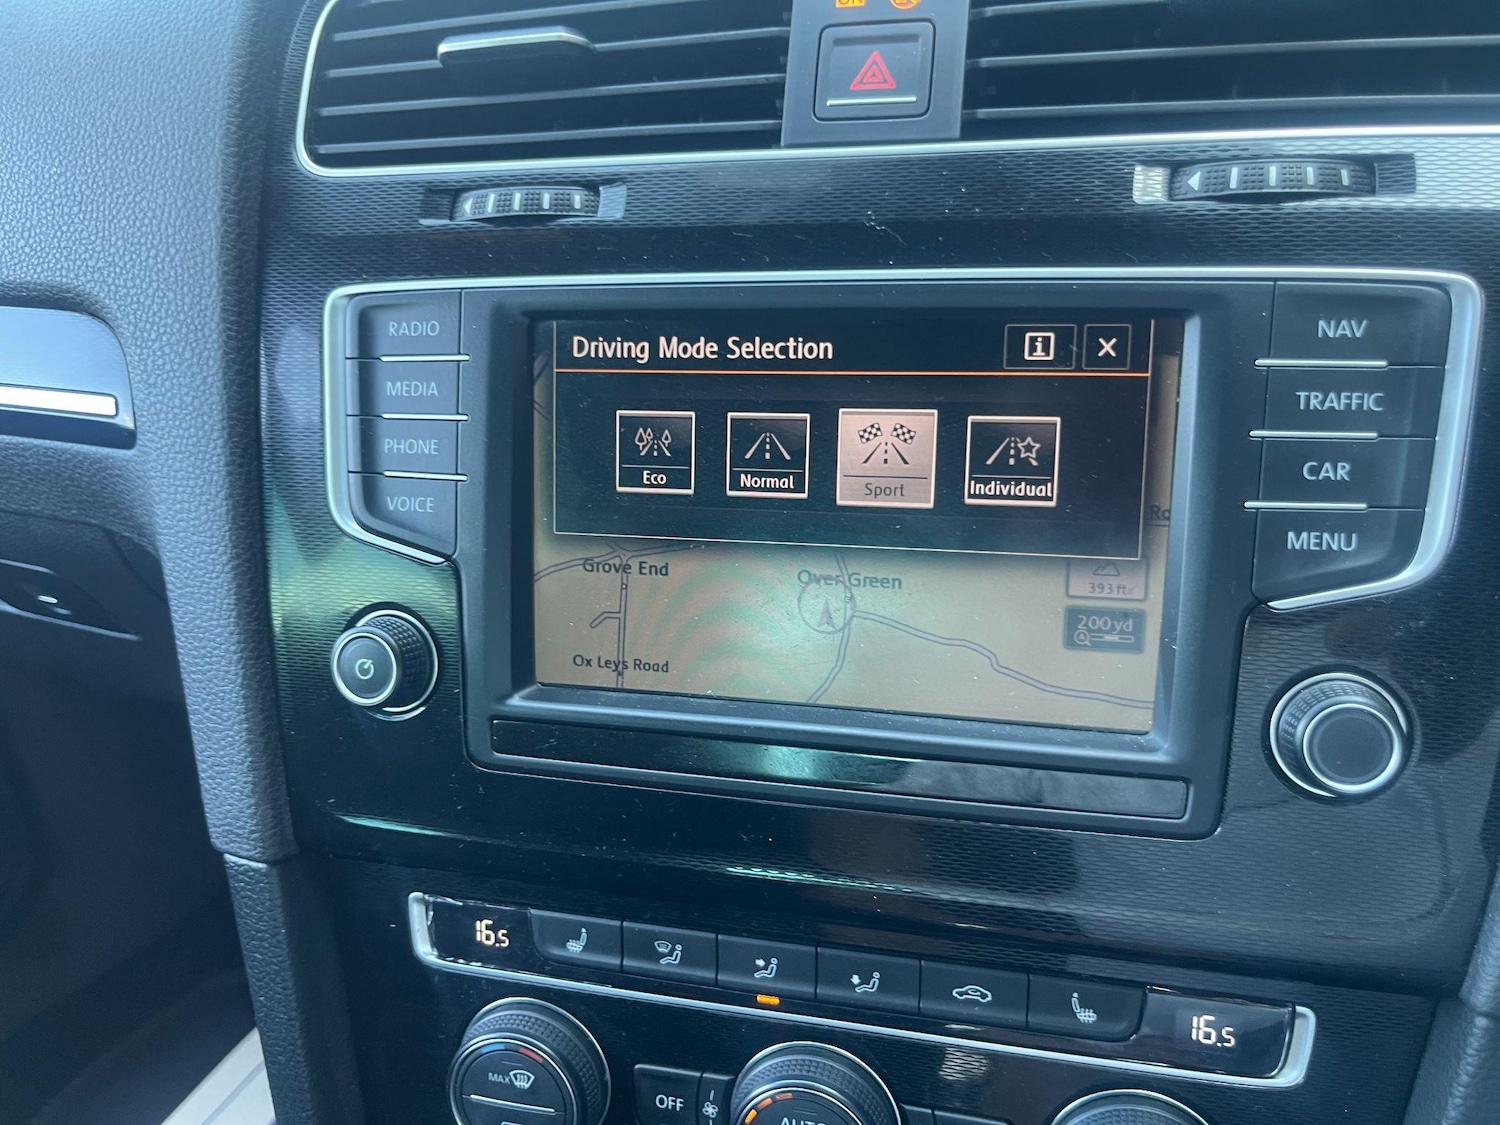 RADIO
MEDIA
PHONE
VOICE
Driving Mode Selection
i
X
Eco
Normal
Sport
Individual
Grove End
Over Green
Ox Leys Road
393 ft
200 yd
NAV
TRAFFIC
CAR
MENU
16.5
16.5
MAX
OFF
AUTO